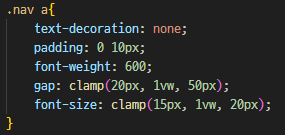 .nav a{
    text-decoration: none;
    padding: 0 10px;
    font-weight: 600;
    gap: clamp(20px, 1vw, 50px);
    font-size: clamp(15px, 1vw, 20px);
}